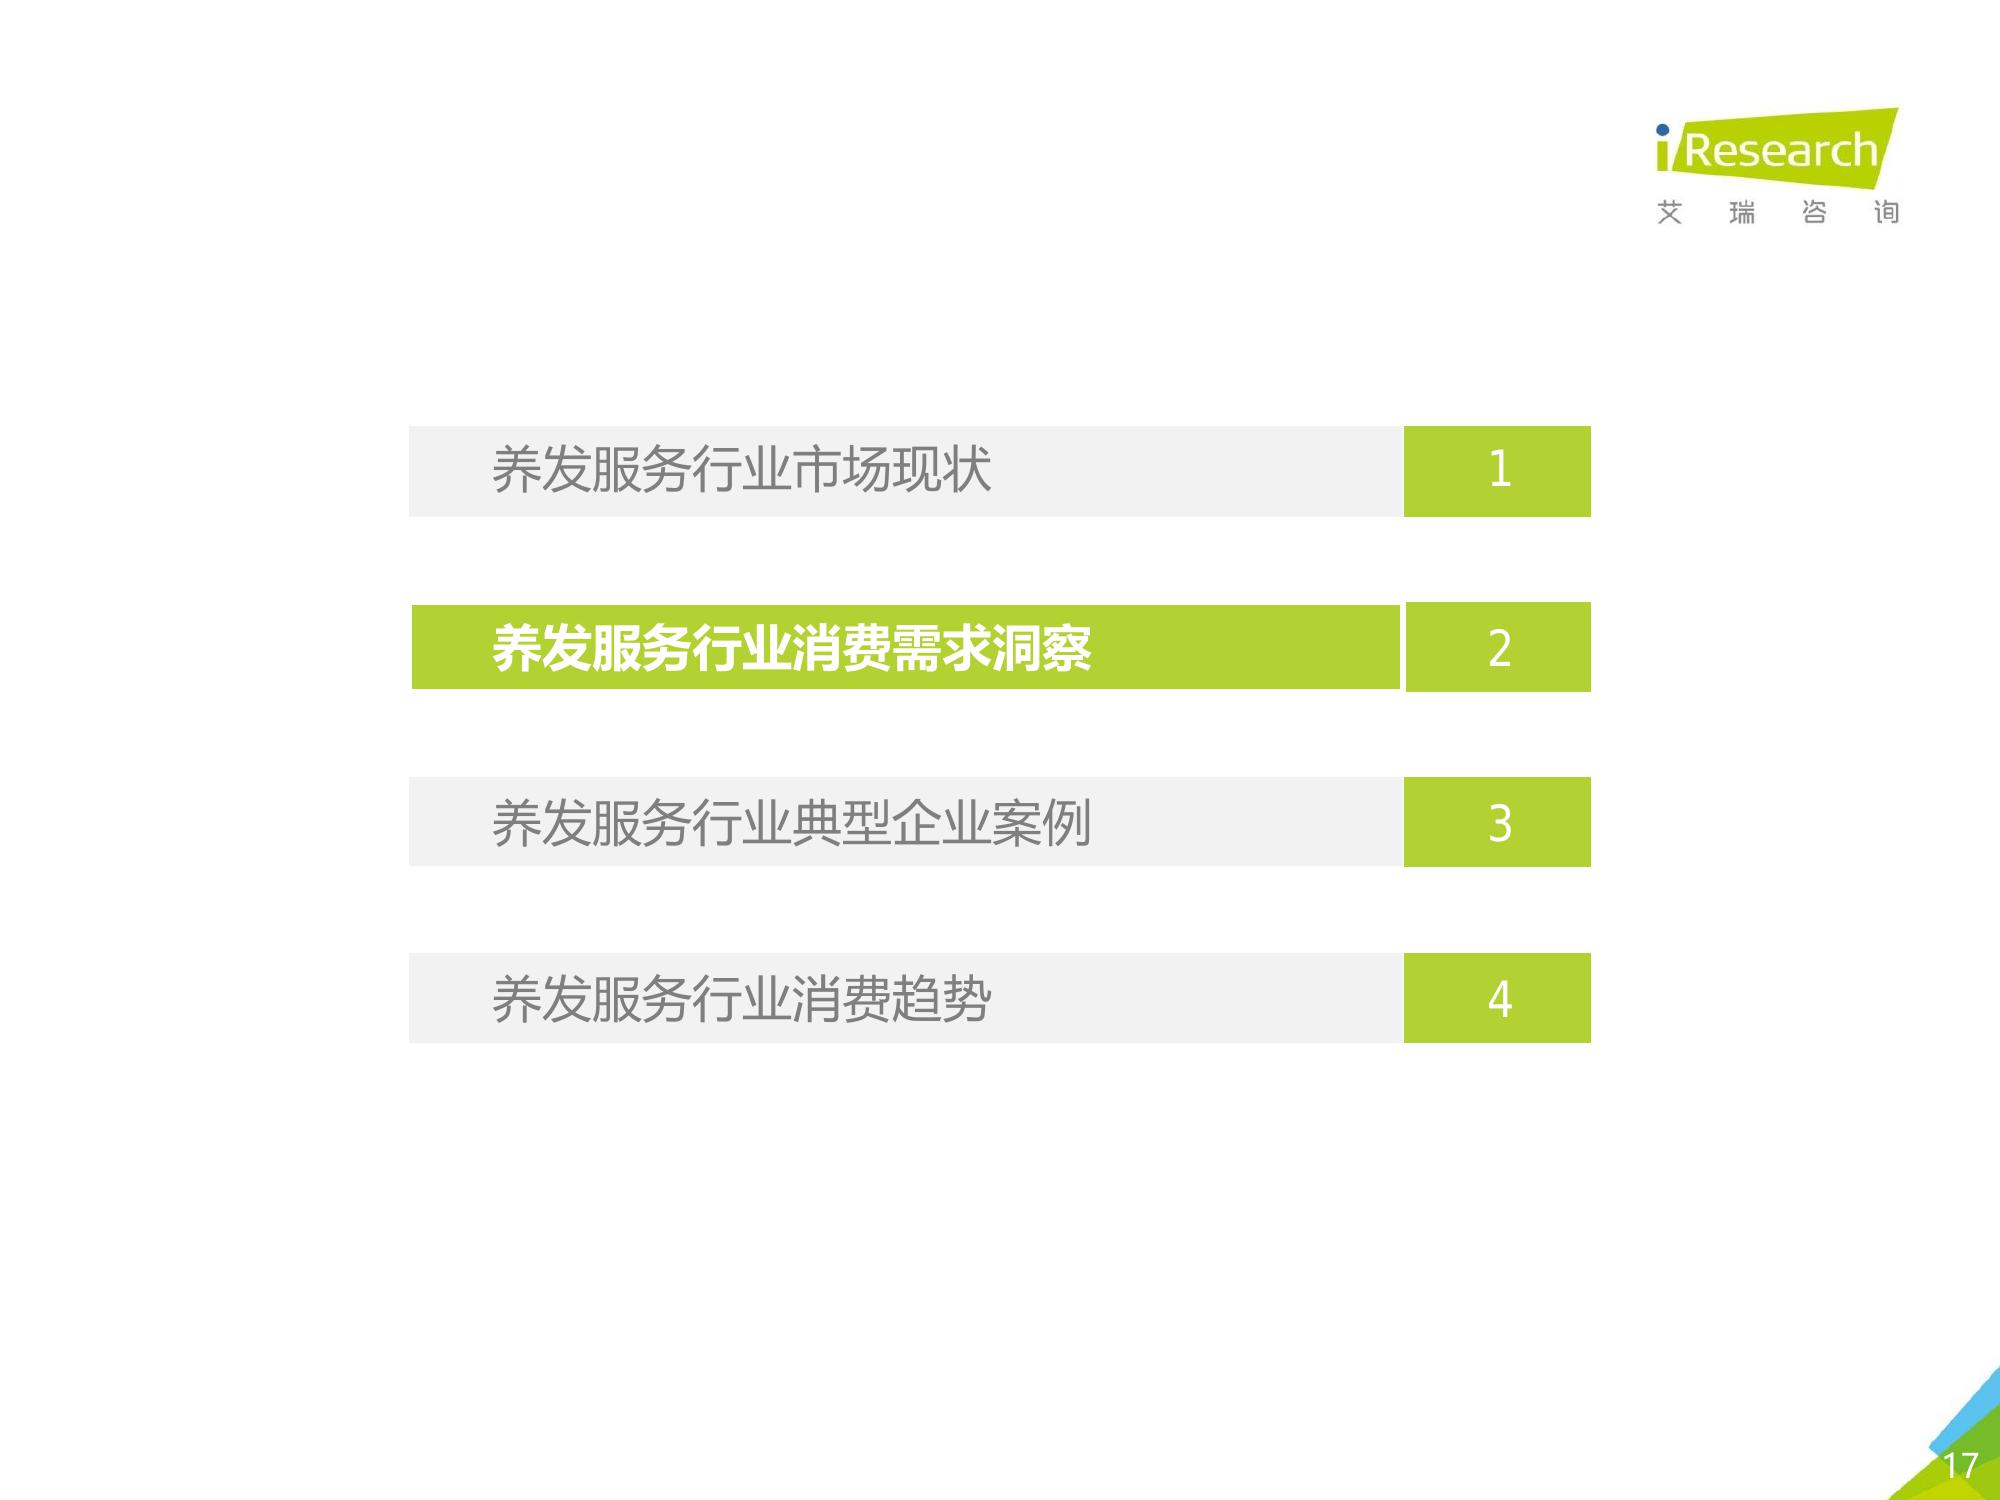 iResearch
艾瑞咨询
养发服务行业市场现状 1
养发服务行业消费需求洞察 2
养发服务行业典型企业案例 3
养发服务行业消费趋势 4
17